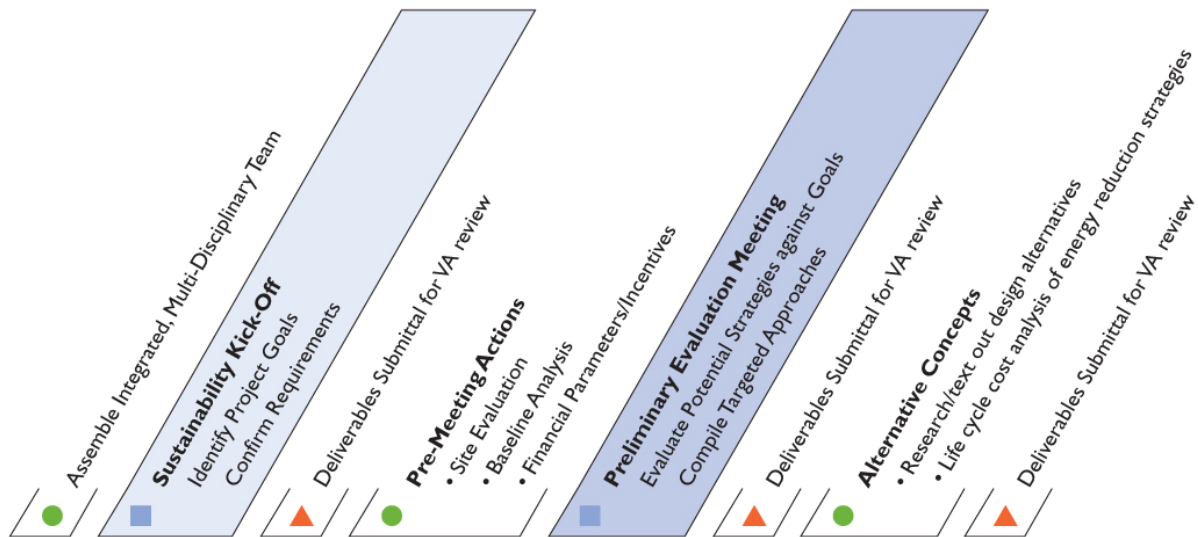 Assemble Integrated, Multi-Disciplinary Team
Sustainability Kick-Off
Identify Project Goals
Confirm Requirements
Deliverables Submittal for VA review
Pre-Meeting Actions
• Site Evaluation
• Baseline Analysis
• Financial Parameters/Incentives
Preliminary Evaluation Meeting
Evaluate Potential Strategies against Goals
Compile Targeted Approaches
Deliverables Submittal for VA review
Alternative Concepts
• Research/text out design alternatives
• Life cycle cost analysis of energy reduction strategies
Deliverables Submittal for VA review